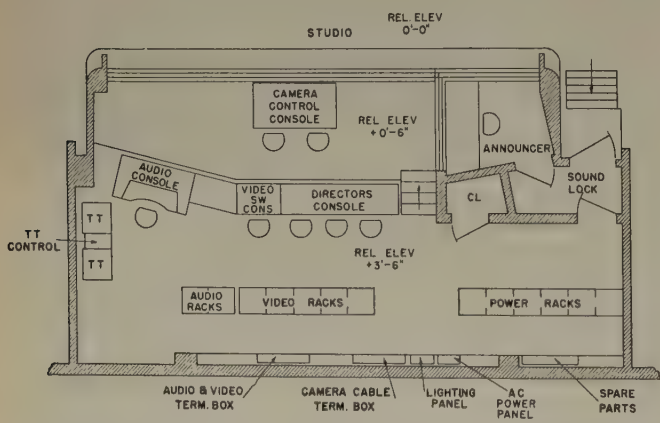 STUDIO
REL. ELEV
0'-0"
CAMERA
CONTROL
CONSOLE
REL ELEV
+0'-6"
ANNOUNCER
AUDIO
CONSOLE
VIDEO
SW
CONS
DIRECTORS
CONSOLE
CL
SOUND
LOCK
TT
CONTROL
TT
TT
REL ELEV
+3'-6"
AUDIO
RACKS
VIDEO RACKS
POWER RACKS
AUDIO & VIDEO
TERM. BOX
CAMERA CABLE
TERM. BOX
LIGHTING
PANEL
AC
POWER
PANEL
SPARE
PARTS